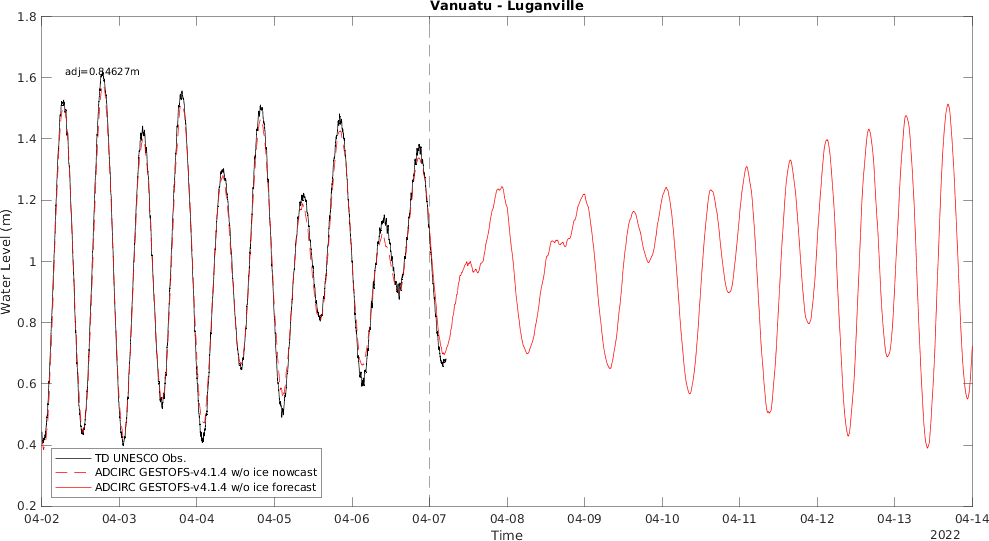 Vanuatu - Luganville
1.8
1.6
1.4
1.2
1
0.8
0.6
0.4
0.2
Water Level (m)
adj=0.84627m
TD UNESCO Obs.
ADCIRC GESTOFS-v4.1.4 w/o ice nowcast
ADCIRC GESTOFS-v4.1.4 w/o ice forecast
04-02 04-03 04-04 04-05 04-06 04-07 04-08 04-09 04-10 04-11 04-12 04-13 04-14
Time
2022